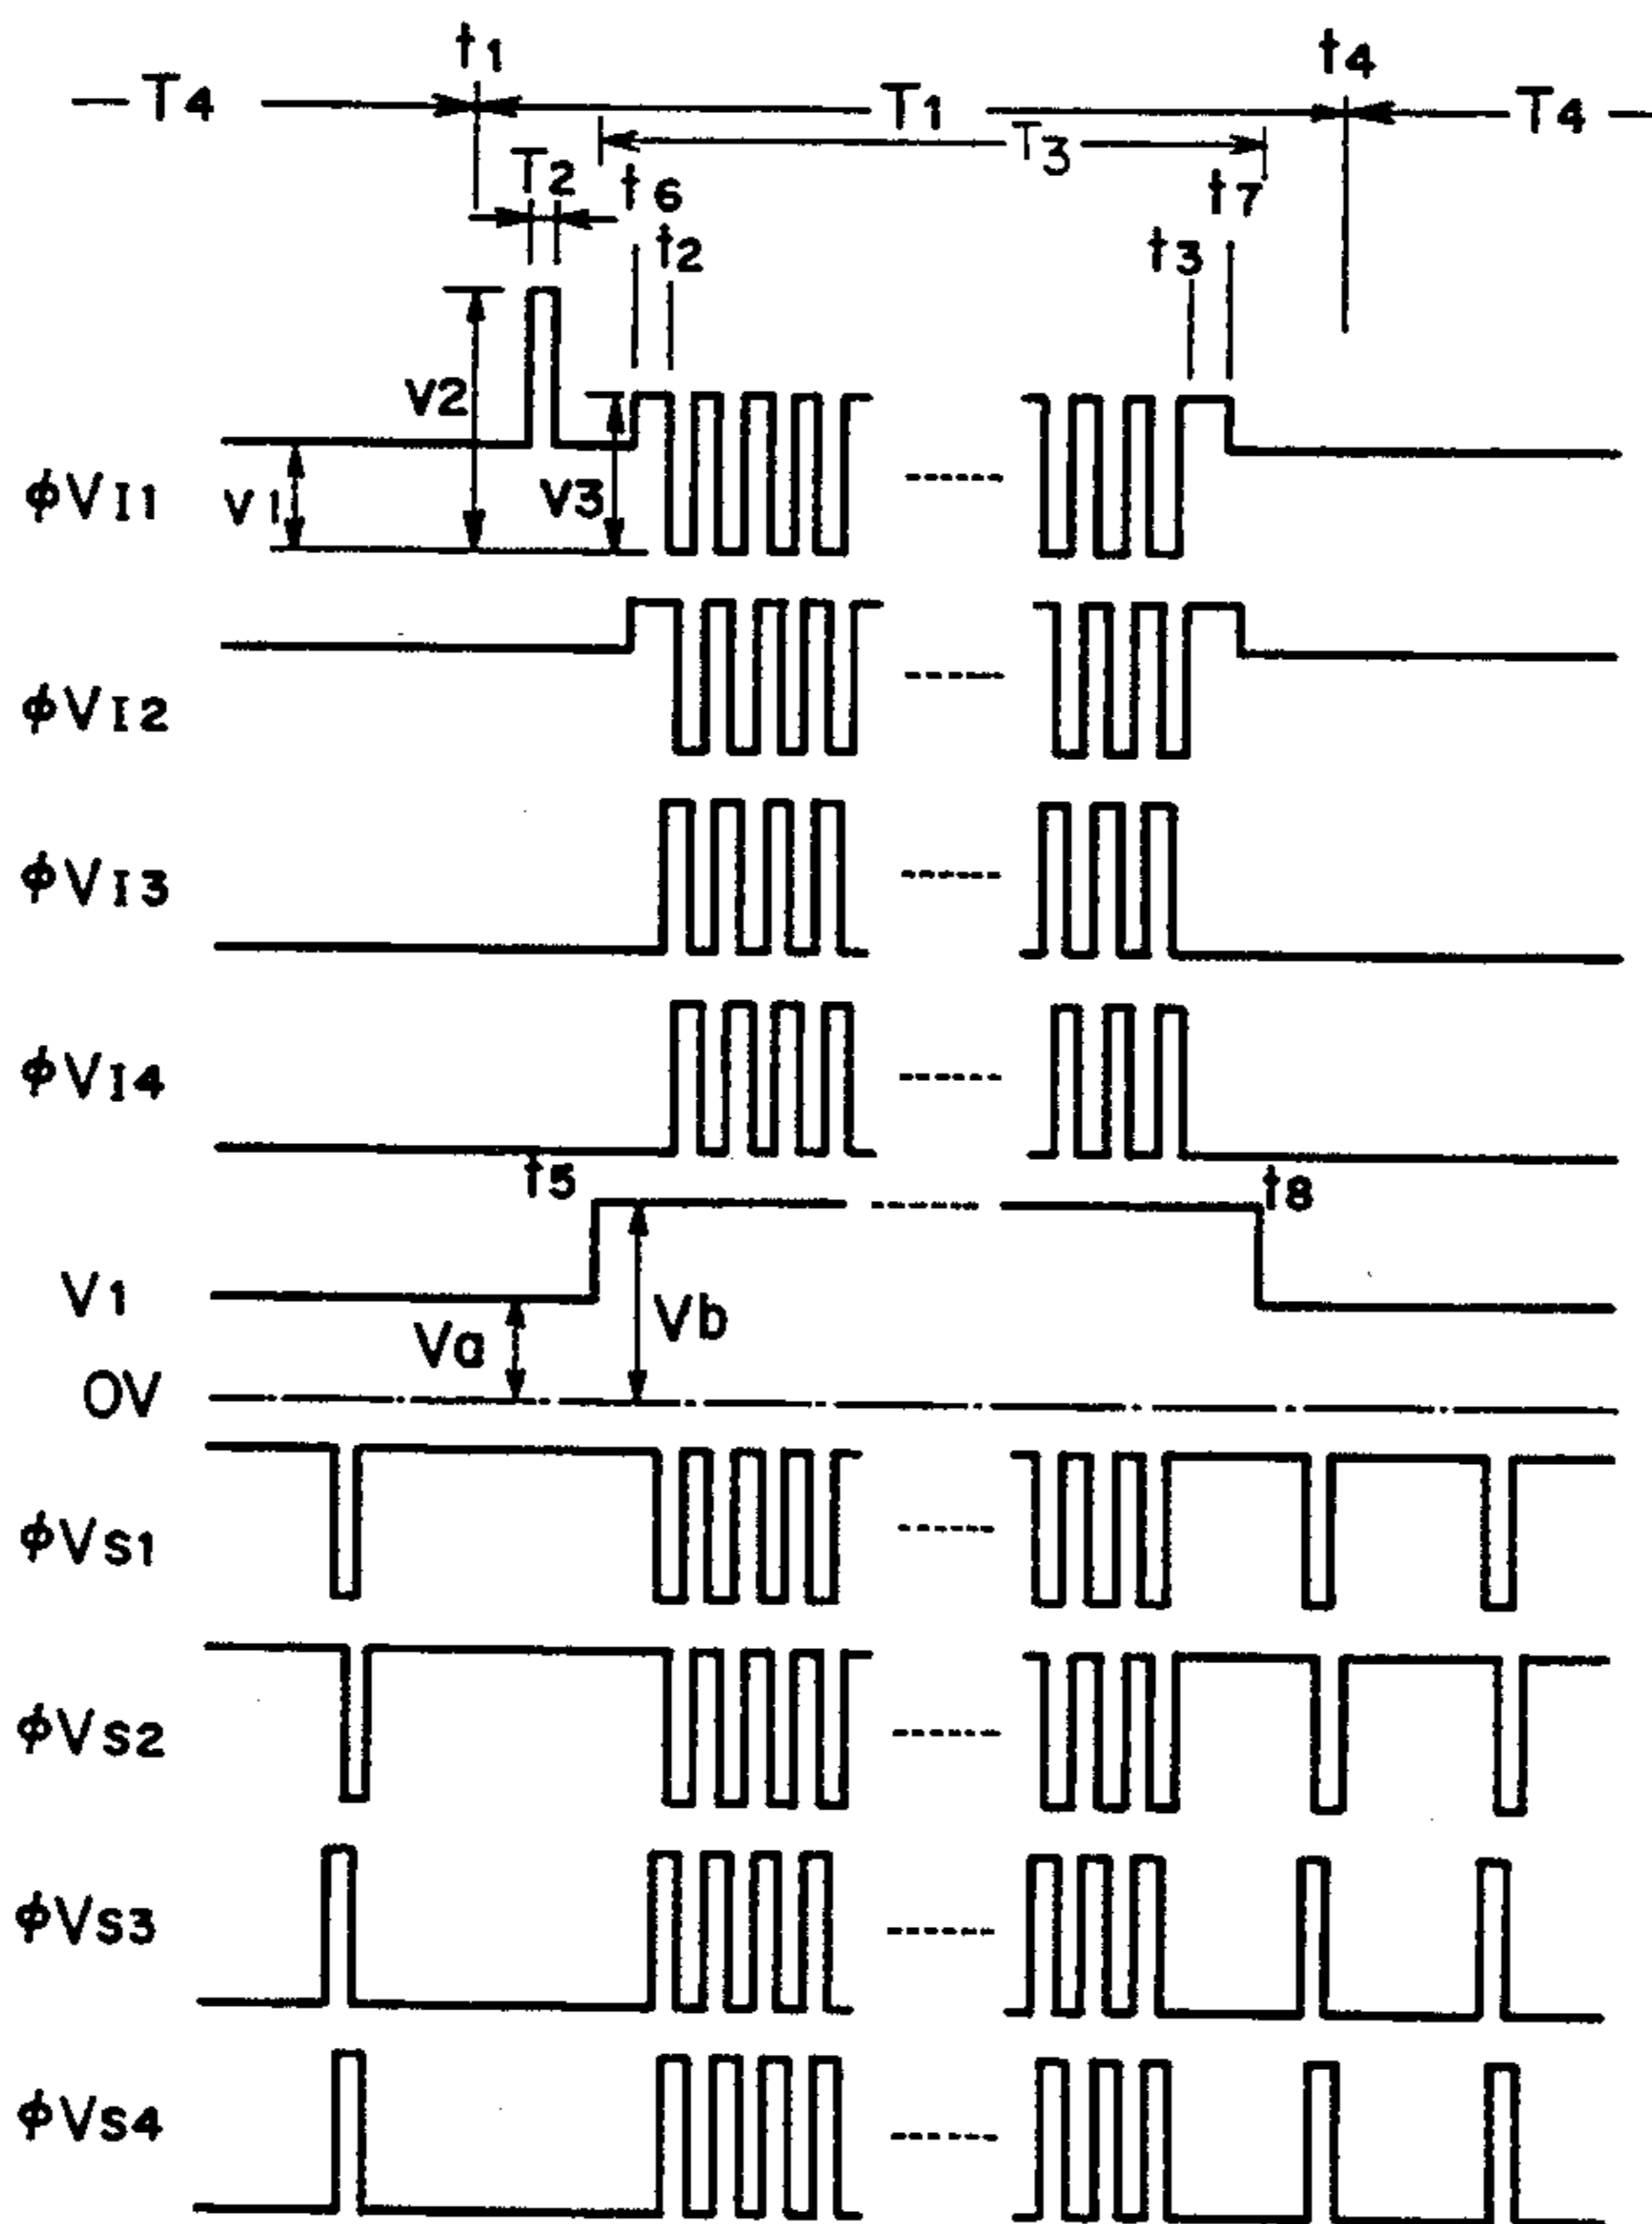 t1 t4
T4 T1 T4
T3
T2 t6 t7
t2 t3
v2
φVI1 v1 v3
φVI2
φVI3
φVI4
t5 t8
V1
Va Vb
OV
φVS1
φVS2
φVS3
φVS4